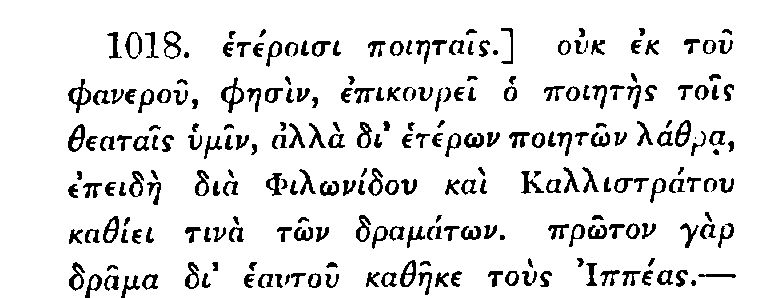 1018. ἑτέροισι ποιηταῖς.] οὐκ ἐκ τοῦ
φανεροῦ, φησὶν, ἐπικουρεῖ ὁ ποιητὴς τοῖς
θεαταῖς ὑμῖν, ἀλλὰ δι' ἑτέρων ποιητῶν λάθρᾳ,
ἐπειδὴ διὰ Φιλωνίδου καὶ Καλλιστράτου
καθίει τινὰ τῶν δραμάτων. πρῶτον γὰρ
δρᾶμα δι' ἑαυτοῦ καθῆκε τοὺς Ἱππέας.—